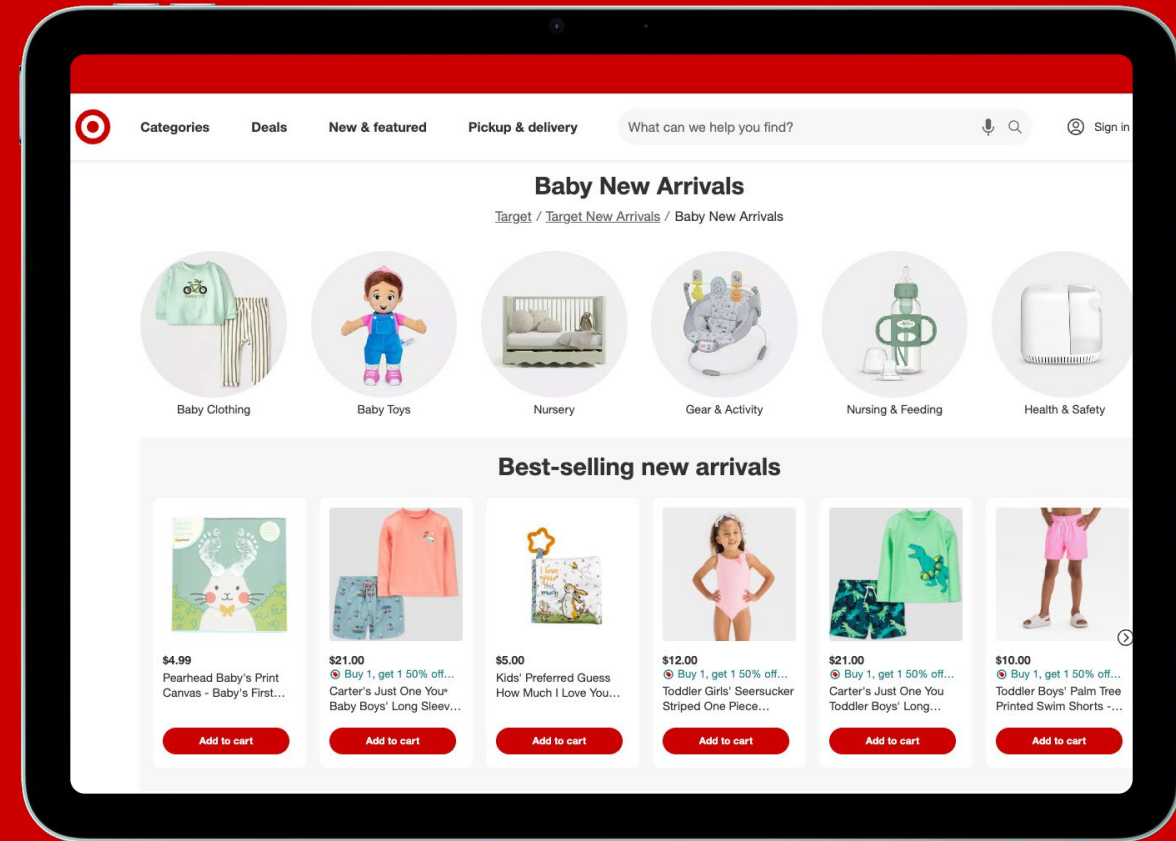 Categories
Deals
New & featured
Pickup & delivery
What can we help you find?
Sign in
Baby New Arrivals
Target / Target New Arrivals / Baby New Arrivals
Baby Clothing
Baby Toys
Nursery
Gear & Activity
Nursing & Feeding
Health & Safety
Best-selling new arrivals
$4.99
Pearhead Baby's Print
Canvas - Baby's First...
Add to cart
$21.00
Buy 1, get 1 50% off...
Carter's Just One You®
Baby Boys' Long Sleev...
Add to cart
I love
you this
much
$5.00
Kids' Preferred Guess
How Much I Love You...
Add to cart
$12.00
Buy 1, get 1 50% off...
Toddler Girls' Seersucker
Striped One Piece...
Add to cart
$21.00
Buy 1, get 1 50% off...
Carter's Just One You
Toddler Boys' Long...
Add to cart
$10.00
Buy 1, get 1 50% off...
Toddler Boys' Palm Tree
Printed Swim Shorts -...
Add to cart